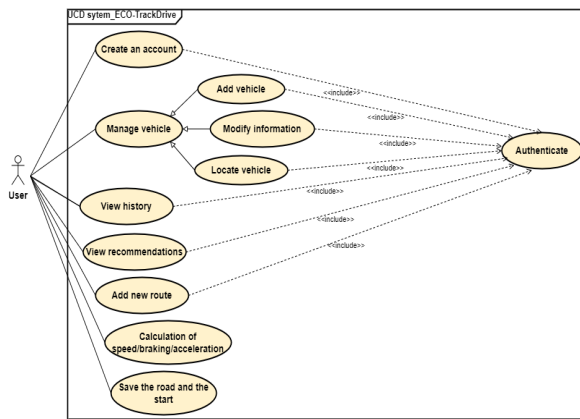 UCD sytem_ECO-TrackDrive
Create an account
Add vehicle
<<include>>
Manage vehicle
Modify information
<<include>>
<<include>>
Authenticate
Locate vehicle
User
View history
<<include>>
<<include>>
View recommendations
<<include>>
Add new route
Calculation of
speed/braking/acceleration
Save the road and the
start